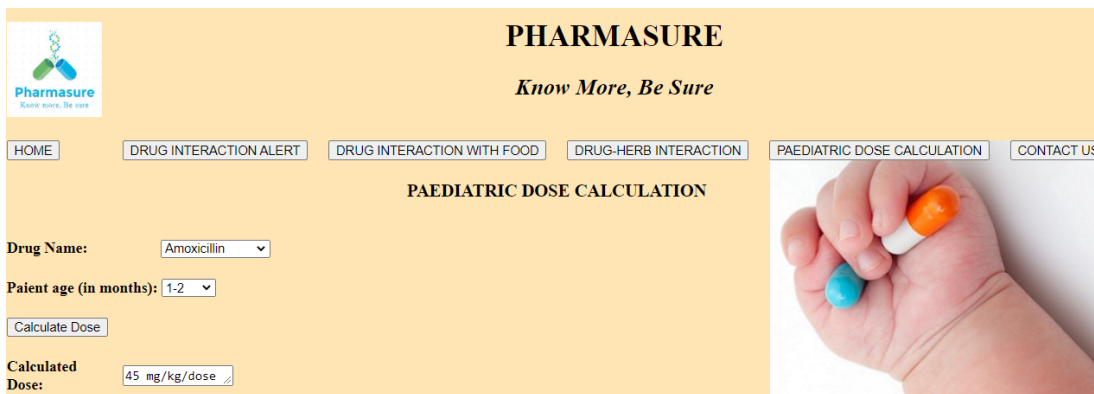 PHARMASURE
Know More, Be Sure
Pharmasure
Know more, Be sure
HOME
DRUG INTERACTION ALERT
DRUG INTERACTION WITH FOOD
DRUG-HERB INTERACTION
PAEDIATRIC DOSE CALCULATION
CONTACT US
PAEDIATRIC DOSE CALCULATION
Drug Name: Amoxicillin
Paient age (in months): 1-2
Calculate Dose
Calculated
Dose: 45 mg/kg/dose